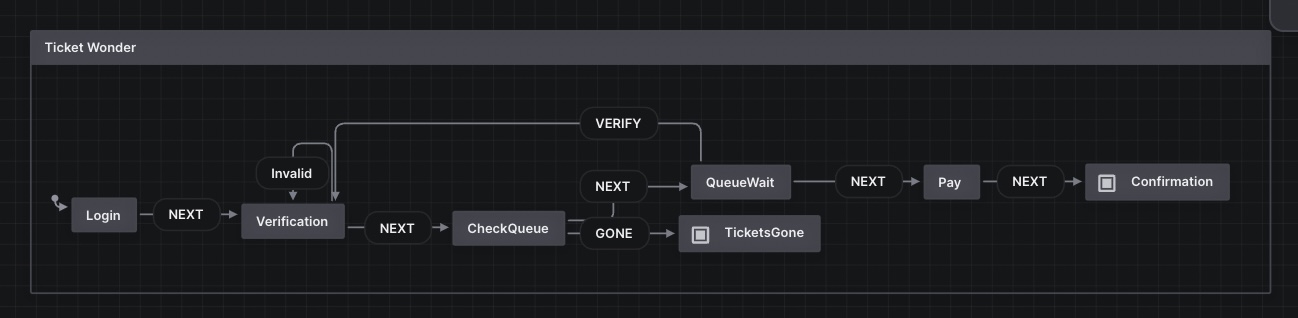 Ticket Wonder
VERIFY
Invalid
Login
NEXT
Verification
NEXT
CheckQueue
NEXT
GONE
QueueWait
TicketsGone
NEXT
Pay
NEXT
Confirmation